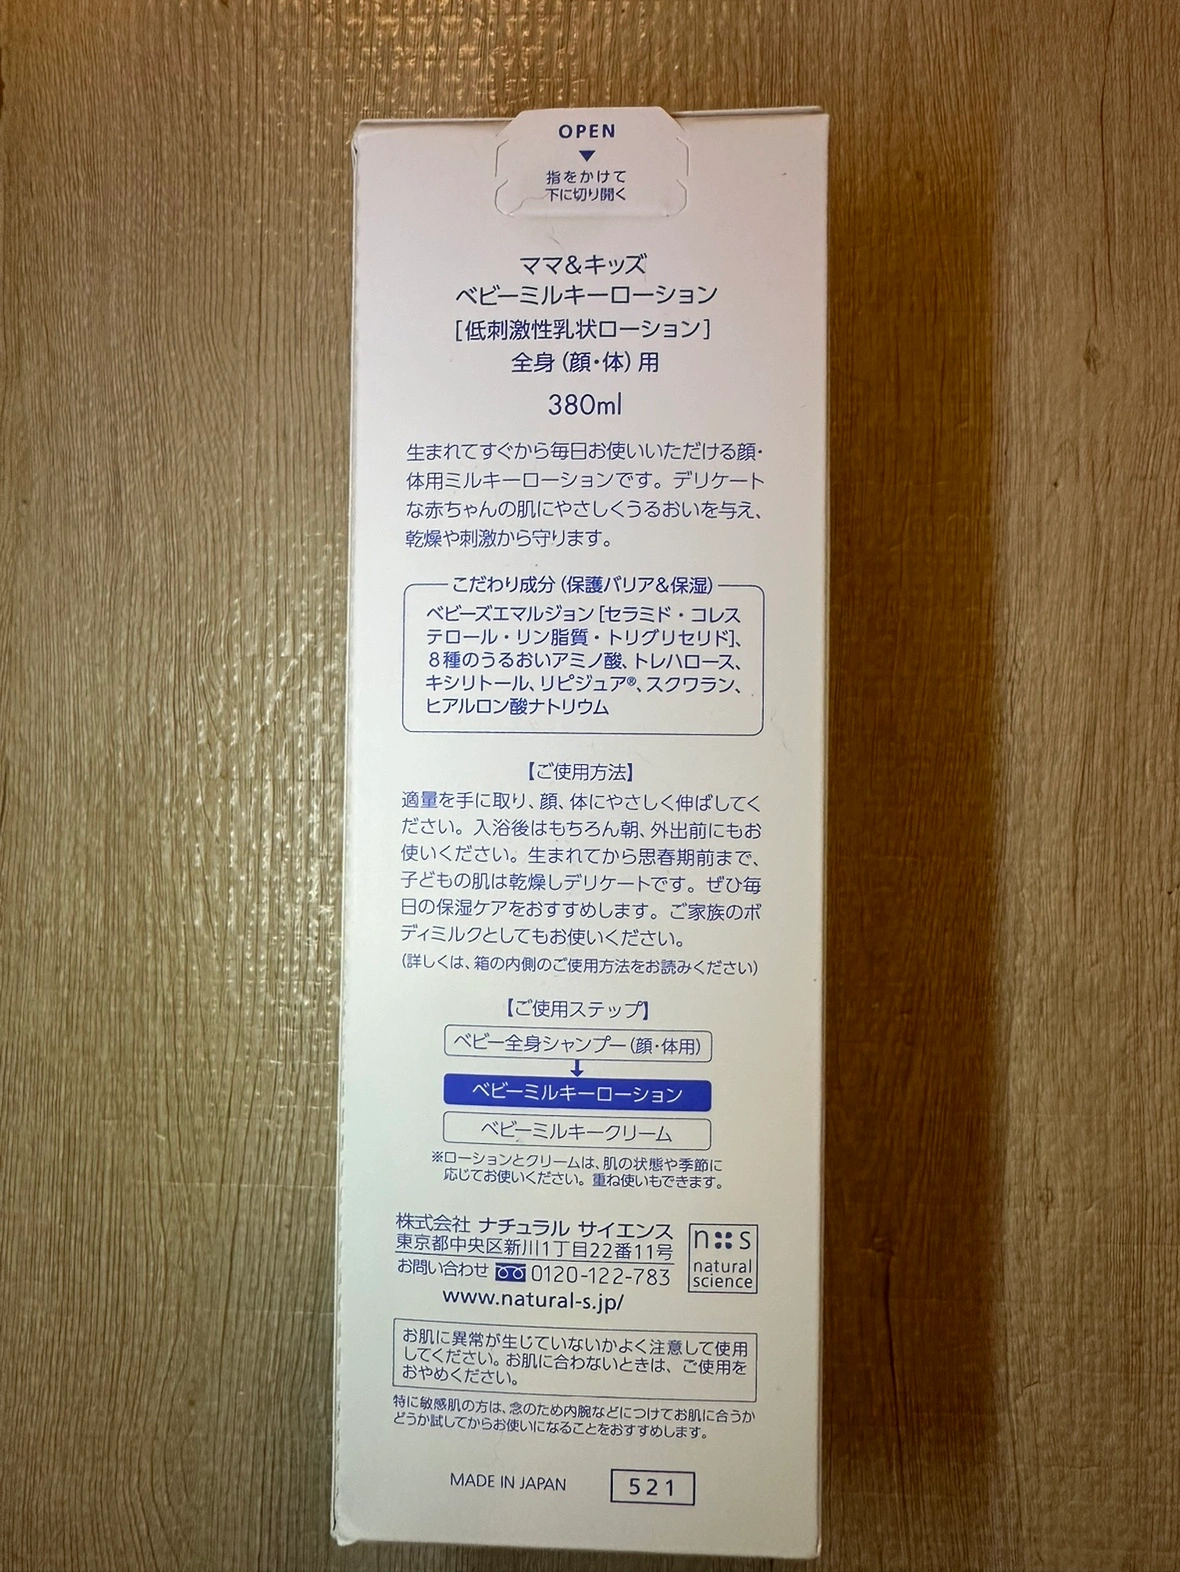 OPEN
▼
指をかけて
下に切り開く
ママ&キッズ
ベビーミルキーローション
[低刺激性乳状ローション]
全身（顔・体）用
380ml
生まれてすぐから毎日お使いいただける顔・
体用ミルキーローションです。デリケート
な赤ちゃんの肌にやさしくうるおいを与え、
乾燥や刺激から守ります。
こだわり成分（保護バリア&保湿）
ベビーズエマルジョン[セラミド・コレス
テロール・リン脂質・トリグリセリド]、
8種のうるおいアミノ酸、トレハロース、
キシリトール、リピジュア®、スクワラン、
ヒアルロン酸ナトリウム
【ご使用方法】
適量を手に取り、顔、体にやさしく伸ばしてく
ださい。入浴後はもちろん朝、外出前にもお
使いください。生まれてから思春期前まで、
子どもの肌は乾燥しデリケートです。ぜひ毎
日の保湿ケアをおすすめします。ご家族のボ
ディミルクとしてもお使いください。
（詳しくは、箱の内側のご使用方法をお読みください）
【ご使用ステップ】
ベビー全身シャンプー（顔・体用）
ベビーミルキーローション
ベビーミルキークリーム
※ローションとクリームは、肌の状態や季節に
応じてお使いください。重ね使いもできます。
株式会社 ナチュラル サイエンス
東京都中央区新川1丁目22番11号
お問い合わせ 0120-122-783
www.natural-s.jp/
n::s
natural
science
お肌に異常が生じていないかよく注意して使用
してください。お肌に合わないときは、ご使用を
おやめください。
特に敏感肌の方は、念のため内腕などにつけてお肌に合うか
どうか試してからお使いになることをおすすめします。
MADE IN JAPAN 521